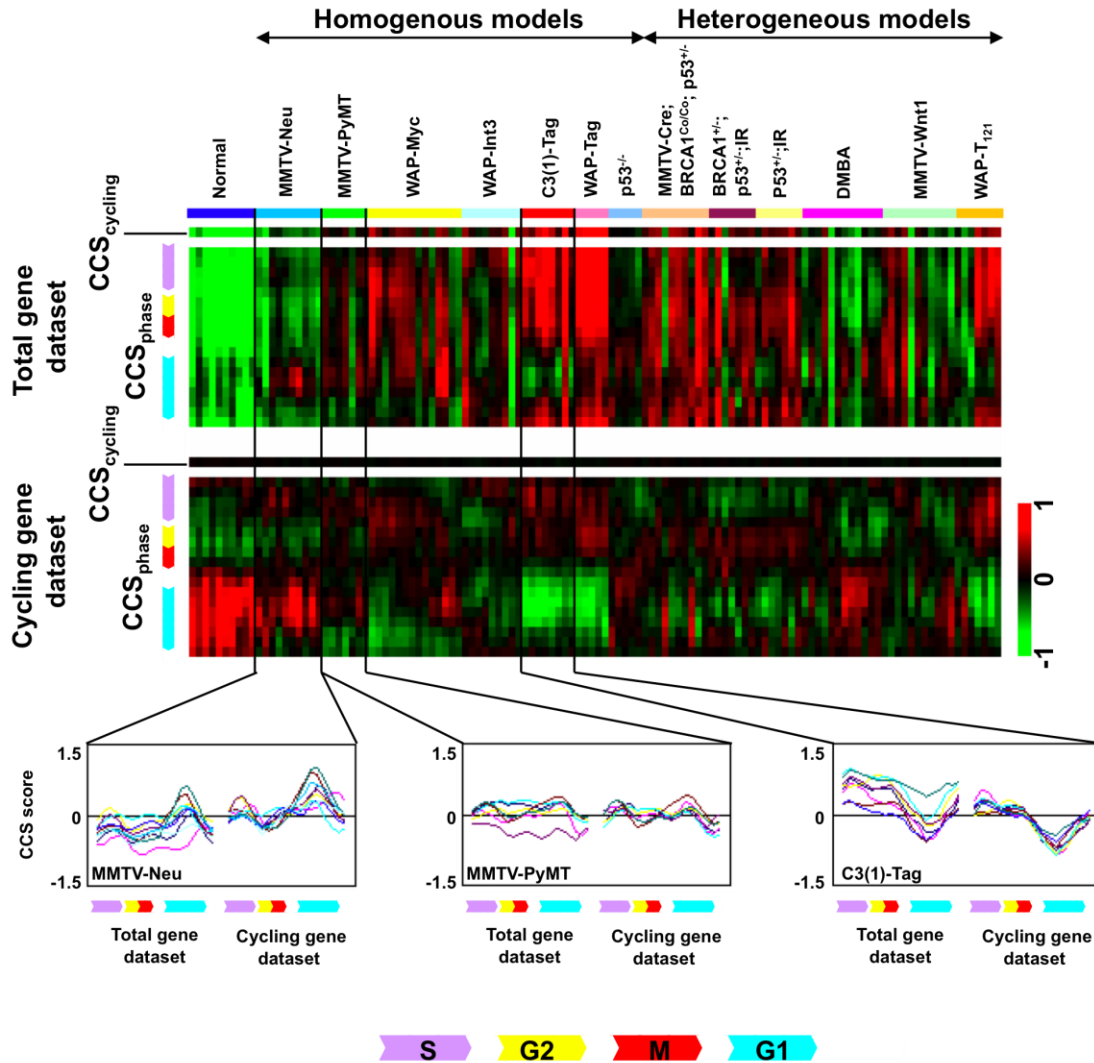 Homogenous models
Heterogeneous models
Normal
MMTV-Neu
MMTV-PyMT
WAP-Myc
WAP-Int3
C3(1)-Tag
WAP-Tag
p53-/-
MMTV-Cre;
BRCA1Co/Co; p53+/-
BRCA1+/-;
p53+/-;IR
P53+/-;IR
DMBA
MMTV-Wnt1
WAP-T121
Total gene
dataset
CCSphase
CCScycling
Cycling gene
dataset
CCSphase
CCScycling
1
0
-1
CCS score
1.5
0
-1.5
MMTV-Neu
1.5
0
-1.5
MMTV-PyMT
1.5
0
-1.5
C3(1)-Tag
Total gene
dataset
Cycling gene
dataset
Total gene
dataset
Cycling gene
dataset
Total gene
dataset
Cycling gene
dataset
S
G2
M
G1